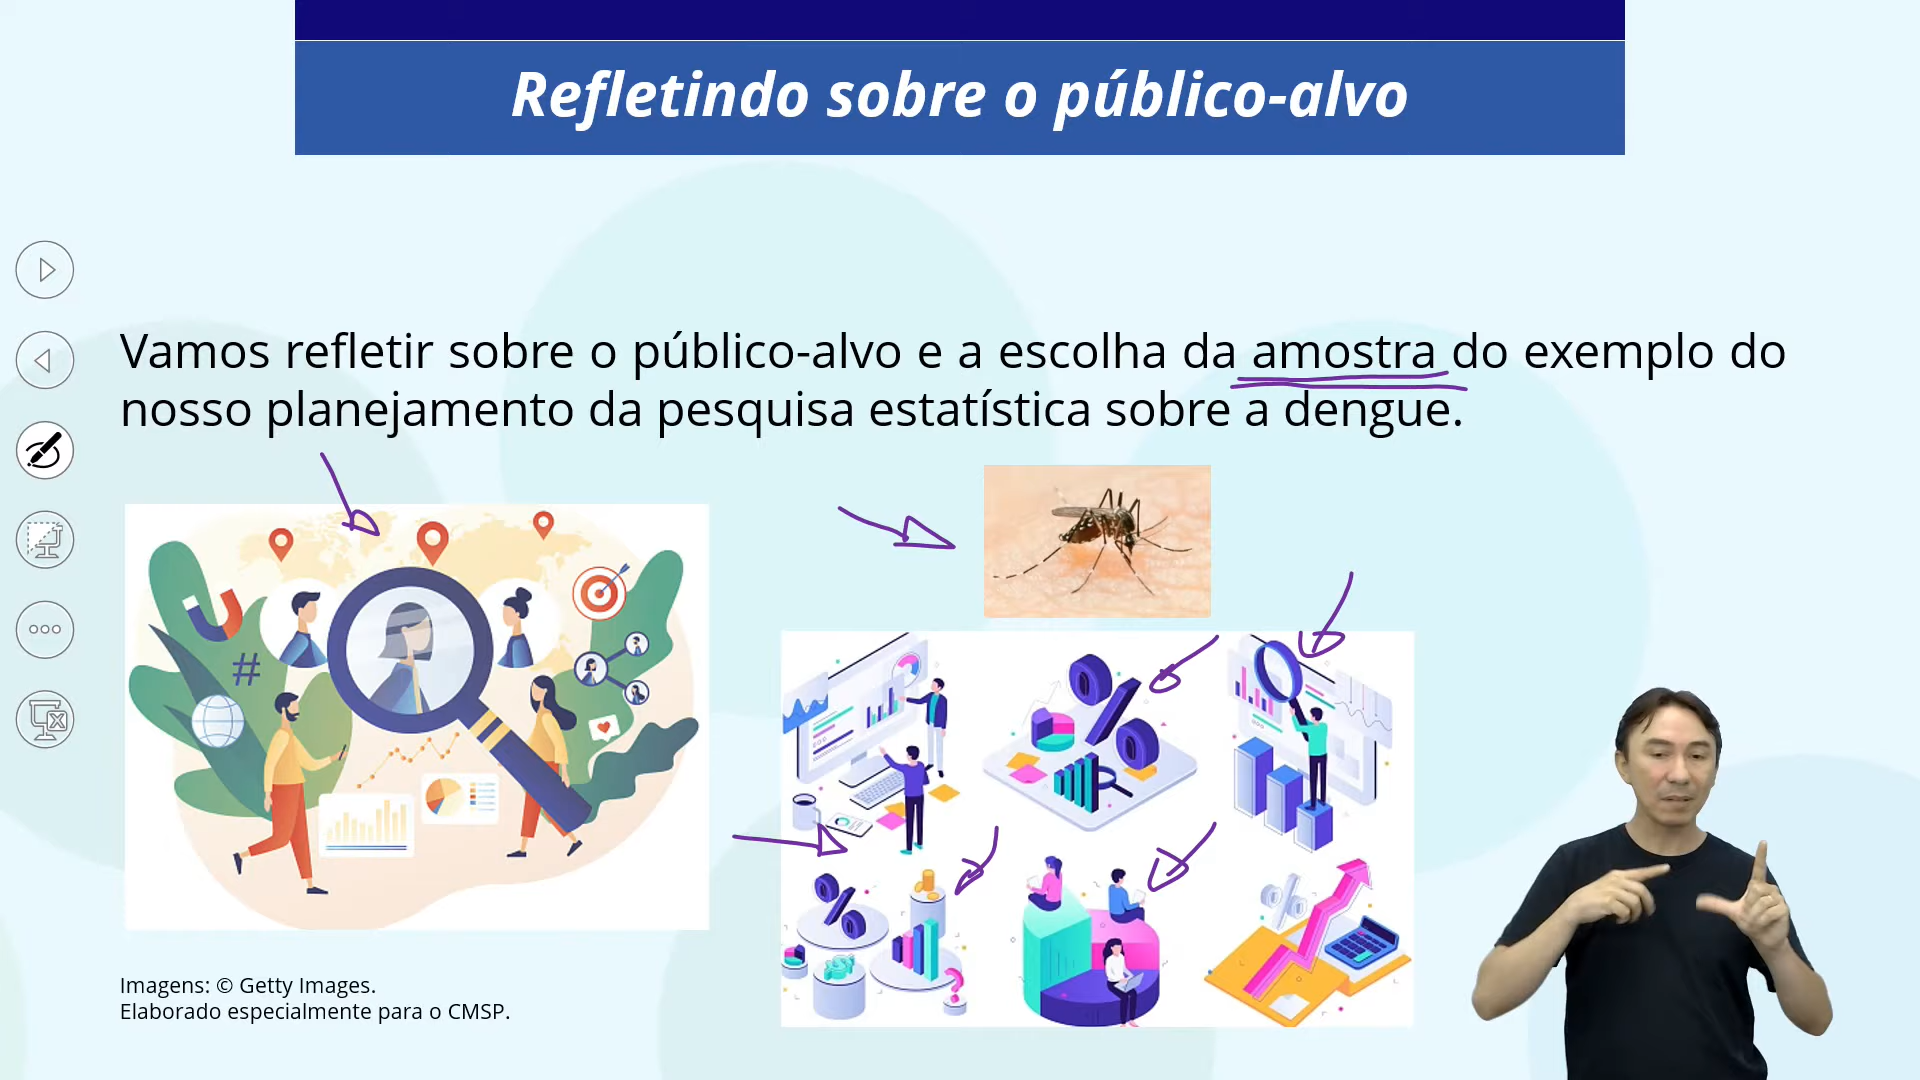 Refletindo sobre o público-alvo
Vamos refletir sobre o público-alvo e a escolha da amostra do exemplo do
nosso planejamento da pesquisa estatística sobre a dengue.
#
%
%
%
Imagens: © Getty Images.
Elaborado especialmente para o CMSP.